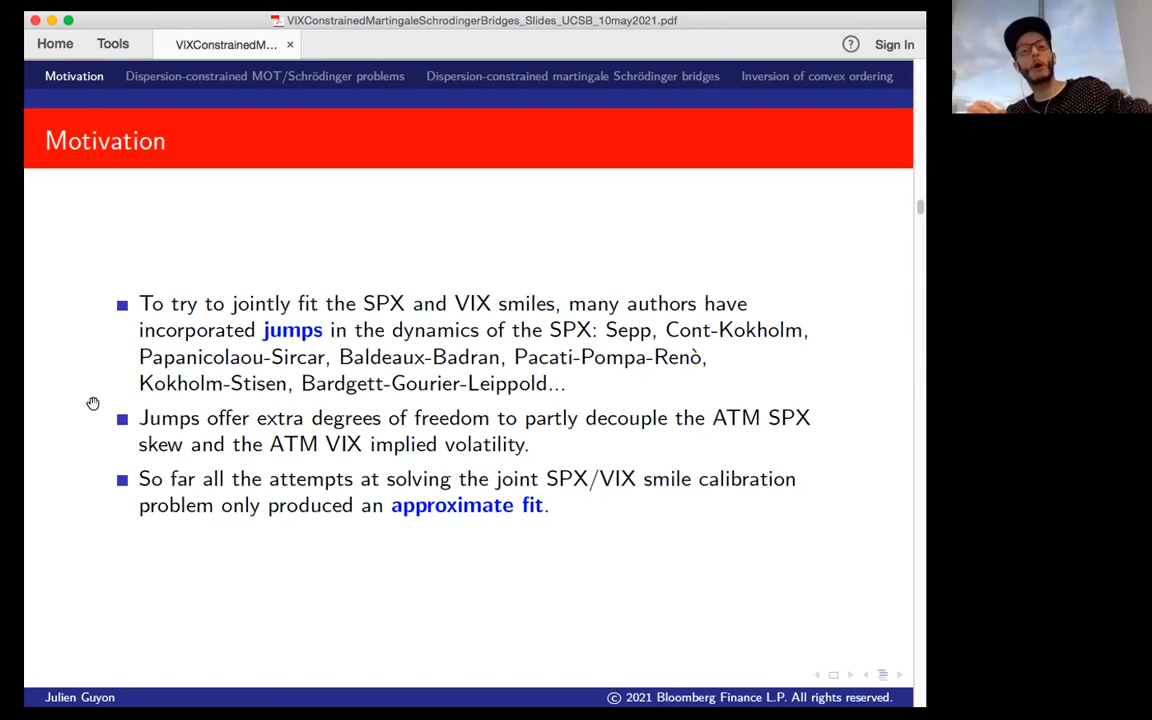 VIXConstrainedMartingaleSchrodingerBridges_Slides_UCSB_10may2021.pdf
Home Tools VIXConstrainedM... × ? Sign In
Motivation Dispersion-constrained MOT/Schrödinger problems Dispersion-constrained martingale Schrödinger bridges Inversion of convex ordering
Motivation
To try to jointly fit the SPX and VIX smiles, many authors have
incorporated jumps in the dynamics of the SPX: Sepp, Cont-Kokholm,
Papanicolaou-Sircar, Baldeaux-Badran, Pacati-Pompa-Renò,
Kokholm-Stisen, Bardgett-Gourier-Leippold...
Jumps offer extra degrees of freedom to partly decouple the ATM SPX
skew and the ATM VIX implied volatility.
So far all the attempts at solving the joint SPX/VIX smile calibration
problem only produced an approximate fit.
Julien Guyon © 2021 Bloomberg Finance L.P. All rights reserved.